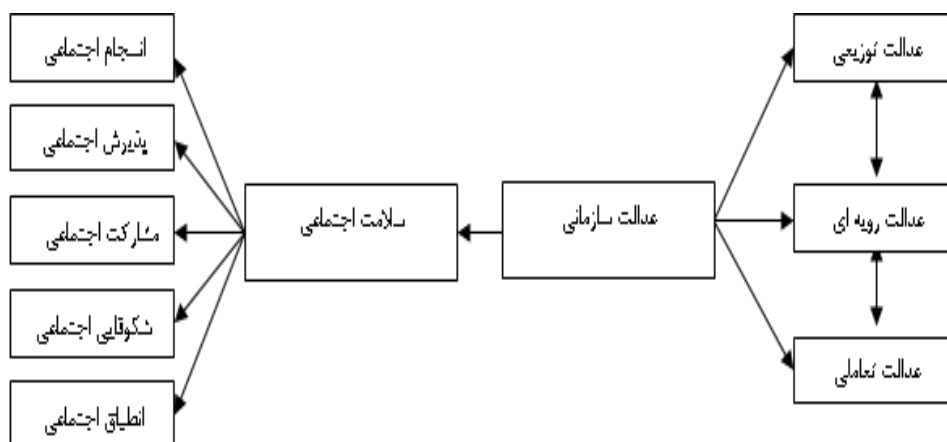 عدالت توزیعی
عدالت رویه ای
عدالت تعاملی
عدالت سازمانی
سلامت اجتماعی
انسجام اجتماعی
پذیرش اجتماعی
مشارکت اجتماعی
شکوفایی اجتماعی
انطباق اجتماعی